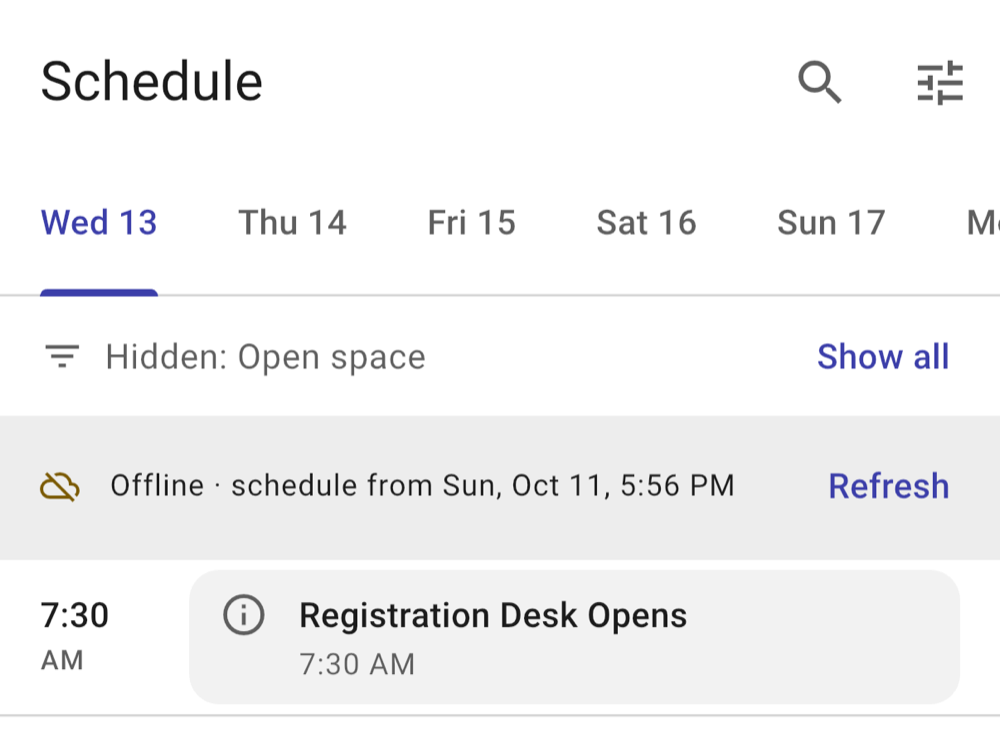 Schedule
Wed 13 Thu 14 Fri 15 Sat 16 Sun 17
Hidden: Open space Show all
Offline · schedule from Sun, Oct 11, 5:56 PM Refresh
7:30 AM
Registration Desk Opens
7:30 AM